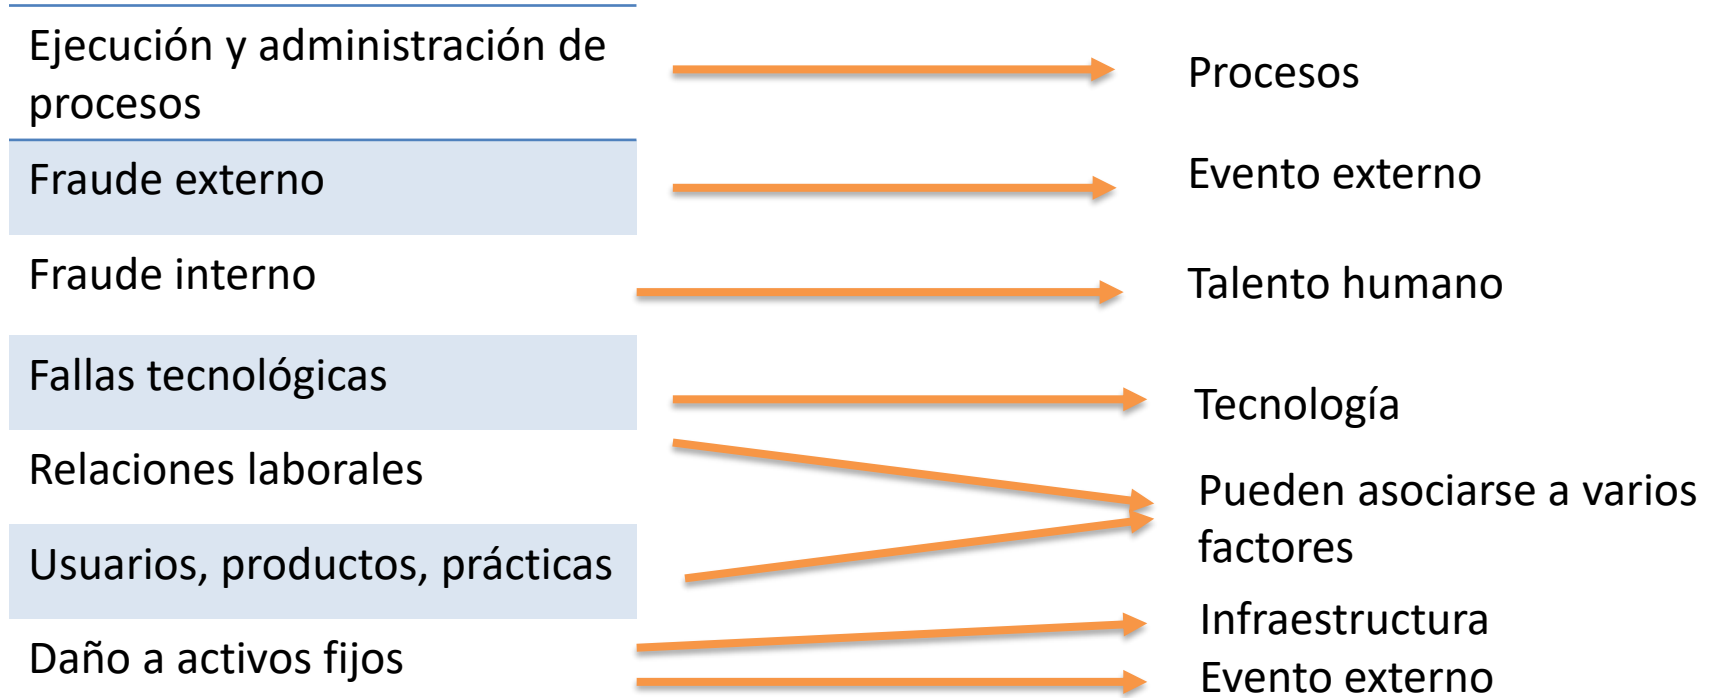 Ejecución y administración de
procesos
Procesos
Fraude externo
Evento externo
Fraude interno
Talento humano
Fallas tecnológicas
Tecnología
Relaciones laborales
Pueden asociarse a varios
factores
Usuarios, productos, prácticas
Daño a activos fijos
Infraestructura
Evento externo